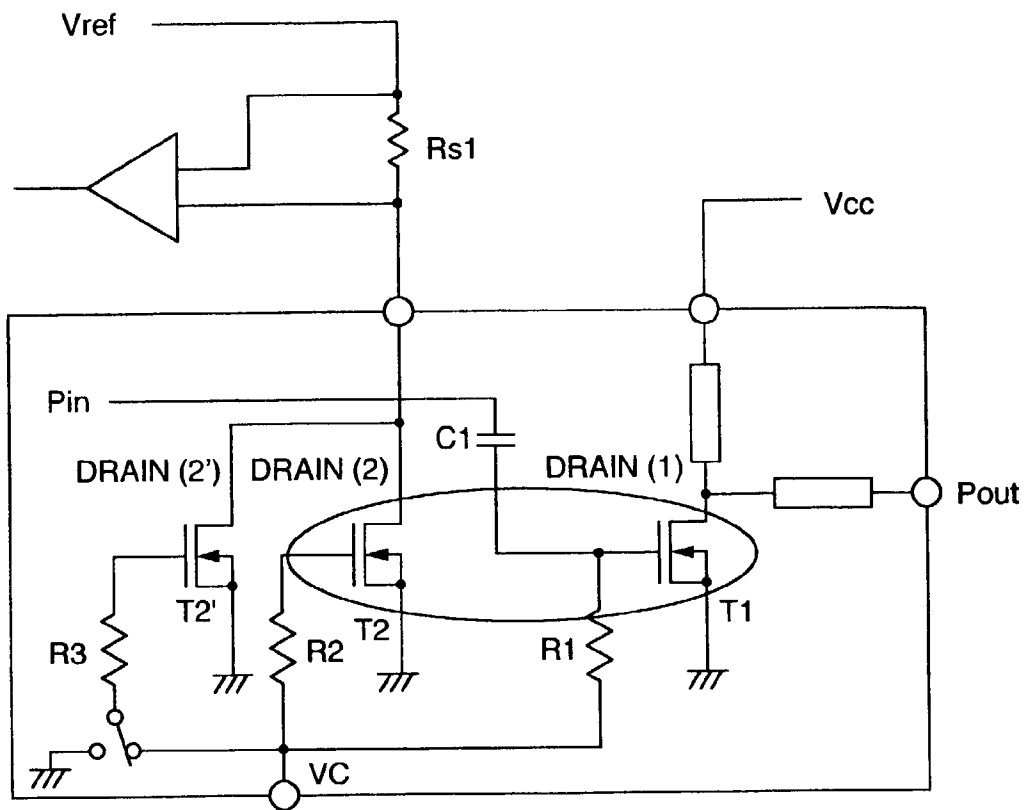 Vref
Rs1
Vcc
Pin
C1
DRAIN (2') DRAIN (2) DRAIN (1)
Pout
T2' T2 T1
R3 R2 R1
VC